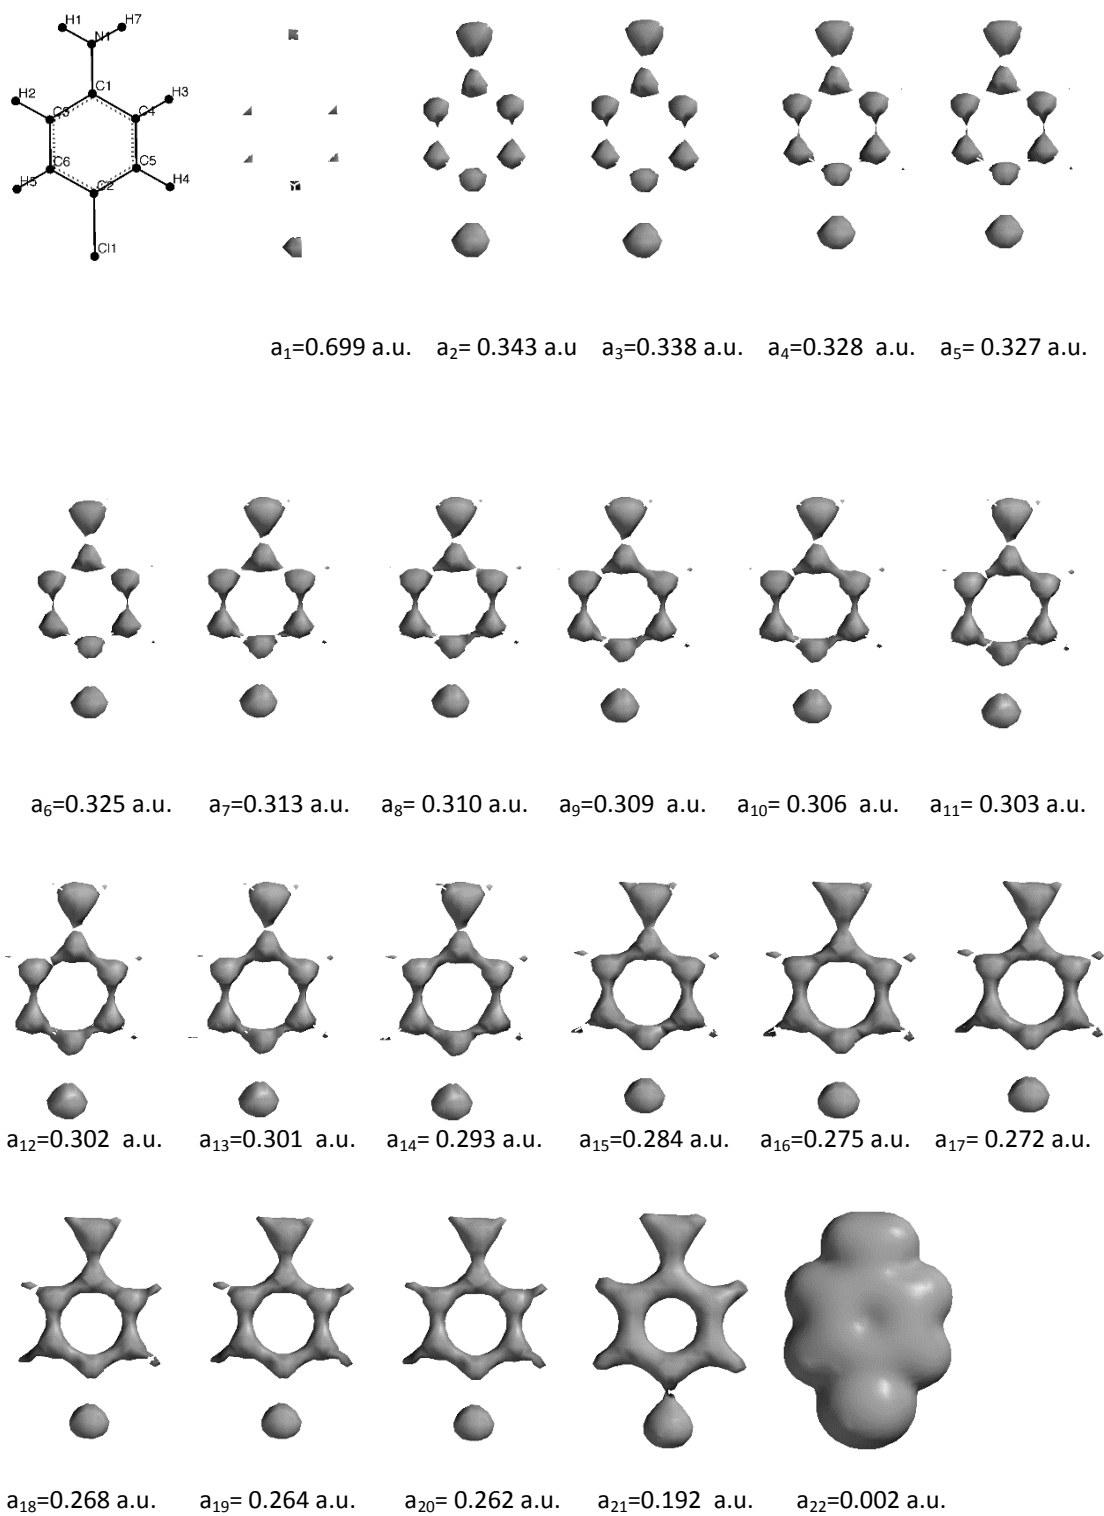 H1 H7
N1
C1
H2 H3
C3 C4
C6 C5
H5 C2 H4
Cl1
a₁=0.699 a.u. a₂= 0.343 a.u a₃=0.338 a.u. a₄=0.328 a.u. a₅= 0.327 a.u.
a₆=0.325 a.u. a₇=0.313 a.u. a₈= 0.310 a.u. a₉=0.309 a.u. a₁₀=0.306 a.u. a₁₁= 0.303 a.u.
a₁₂=0.302 a.u. a₁₃=0.301 a.u. a₁₄= 0.293 a.u. a₁₅=0.284 a.u. a₁₆=0.275 a.u. a₁₇= 0.272 a.u.
a₁₈=0.268 a.u. a₁₉= 0.264 a.u. a₂₀= 0.262 a.u. a₂₁=0.192 a.u. a₂₂=0.002 a.u.